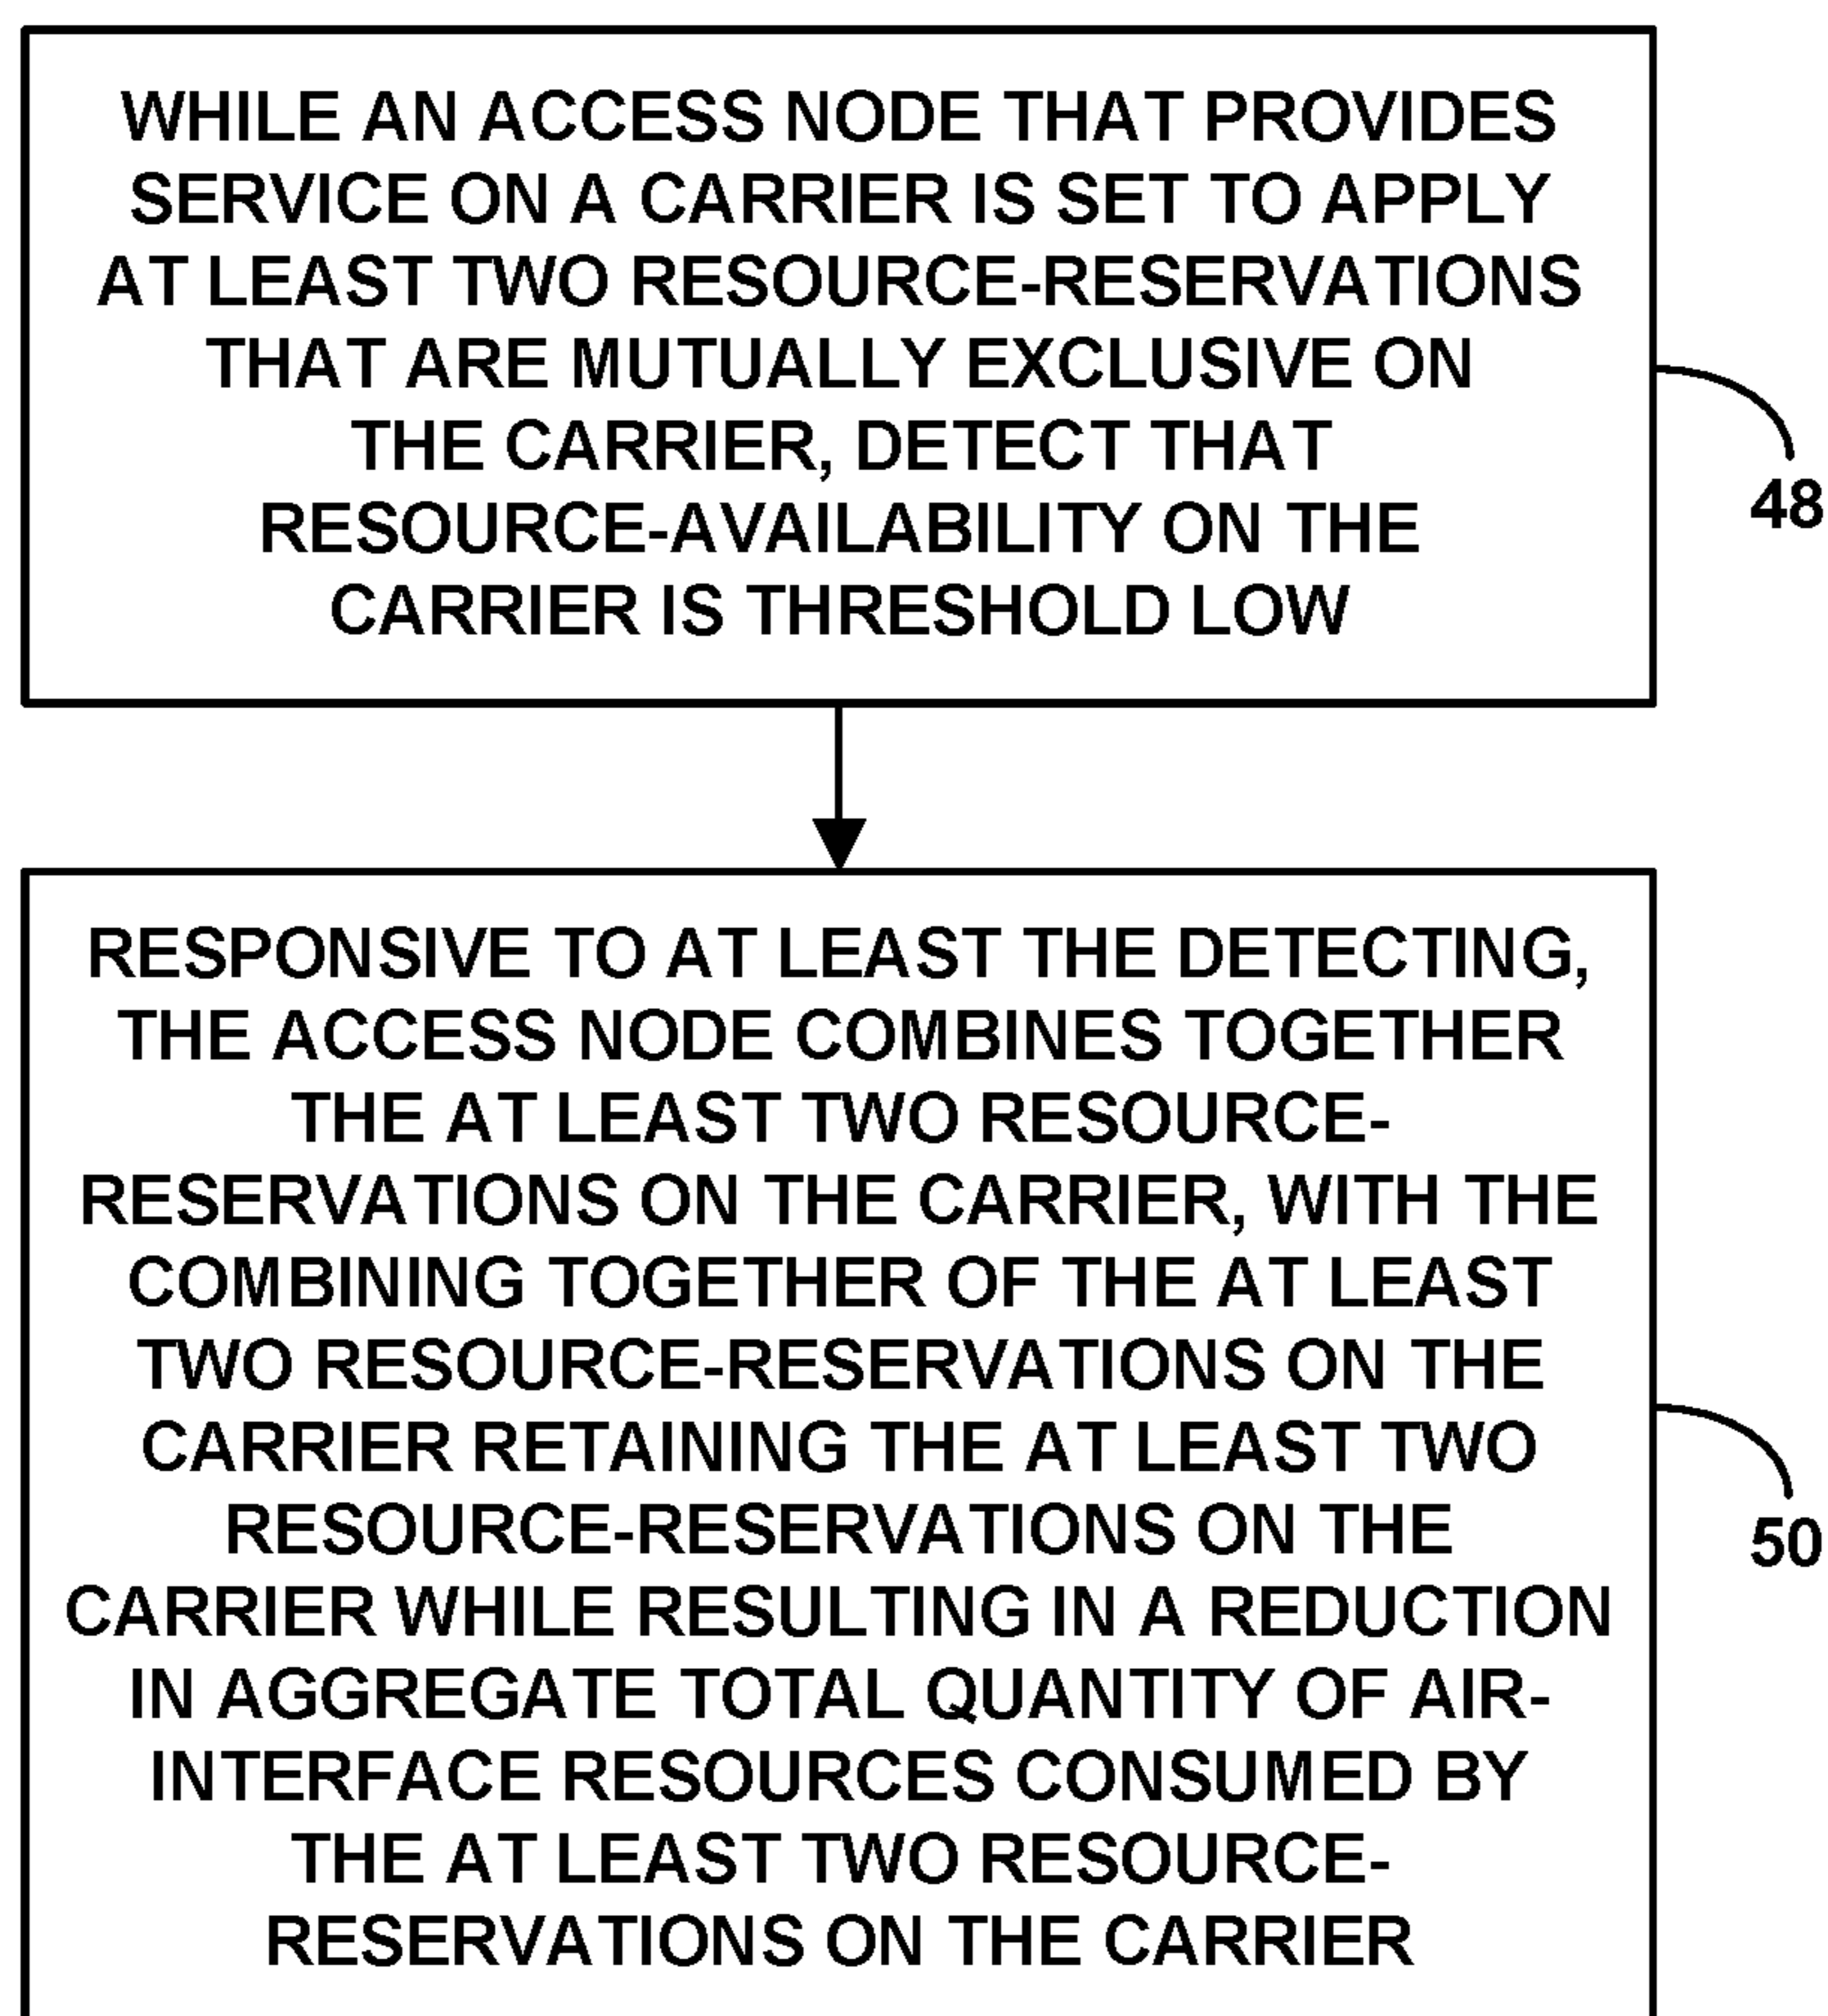 WHILE AN ACCESS NODE THAT PROVIDES
SERVICE ON A CARRIER IS SET TO APPLY
AT LEAST TWO RESOURCE-RESERVATIONS
THAT ARE MUTUALLY EXCLUSIVE ON
THE CARRIER, DETECT THAT
RESOURCE-AVAILABILITY ON THE
CARRIER IS THRESHOLD LOW
48
RESPONSIVE TO AT LEAST THE DETECTING,
THE ACCESS NODE COMBINES TOGETHER
THE AT LEAST TWO RESOURCE-
RESERVATIONS ON THE CARRIER, WITH THE
COMBINING TOGETHER OF THE AT LEAST
TWO RESOURCE-RESERVATIONS ON THE
CARRIER RETAINING THE AT LEAST TWO
RESOURCE-RESERVATIONS ON THE
CARRIER WHILE RESULTING IN A REDUCTION
IN AGGREGATE TOTAL QUANTITY OF AIR-
INTERFACE RESOURCES CONSUMED BY
THE AT LEAST TWO RESOURCE-
RESERVATIONS ON THE CARRIER
50